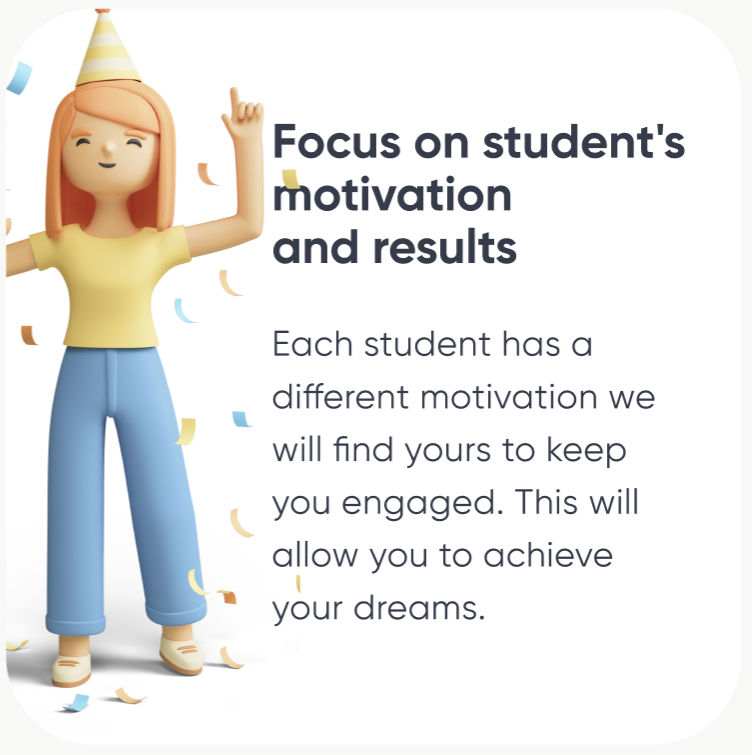 Focus on student's
motivation
and results
Each student has a
different motivation we
will find yours to keep
you engaged. This will
allow you to achieve
your dreams.